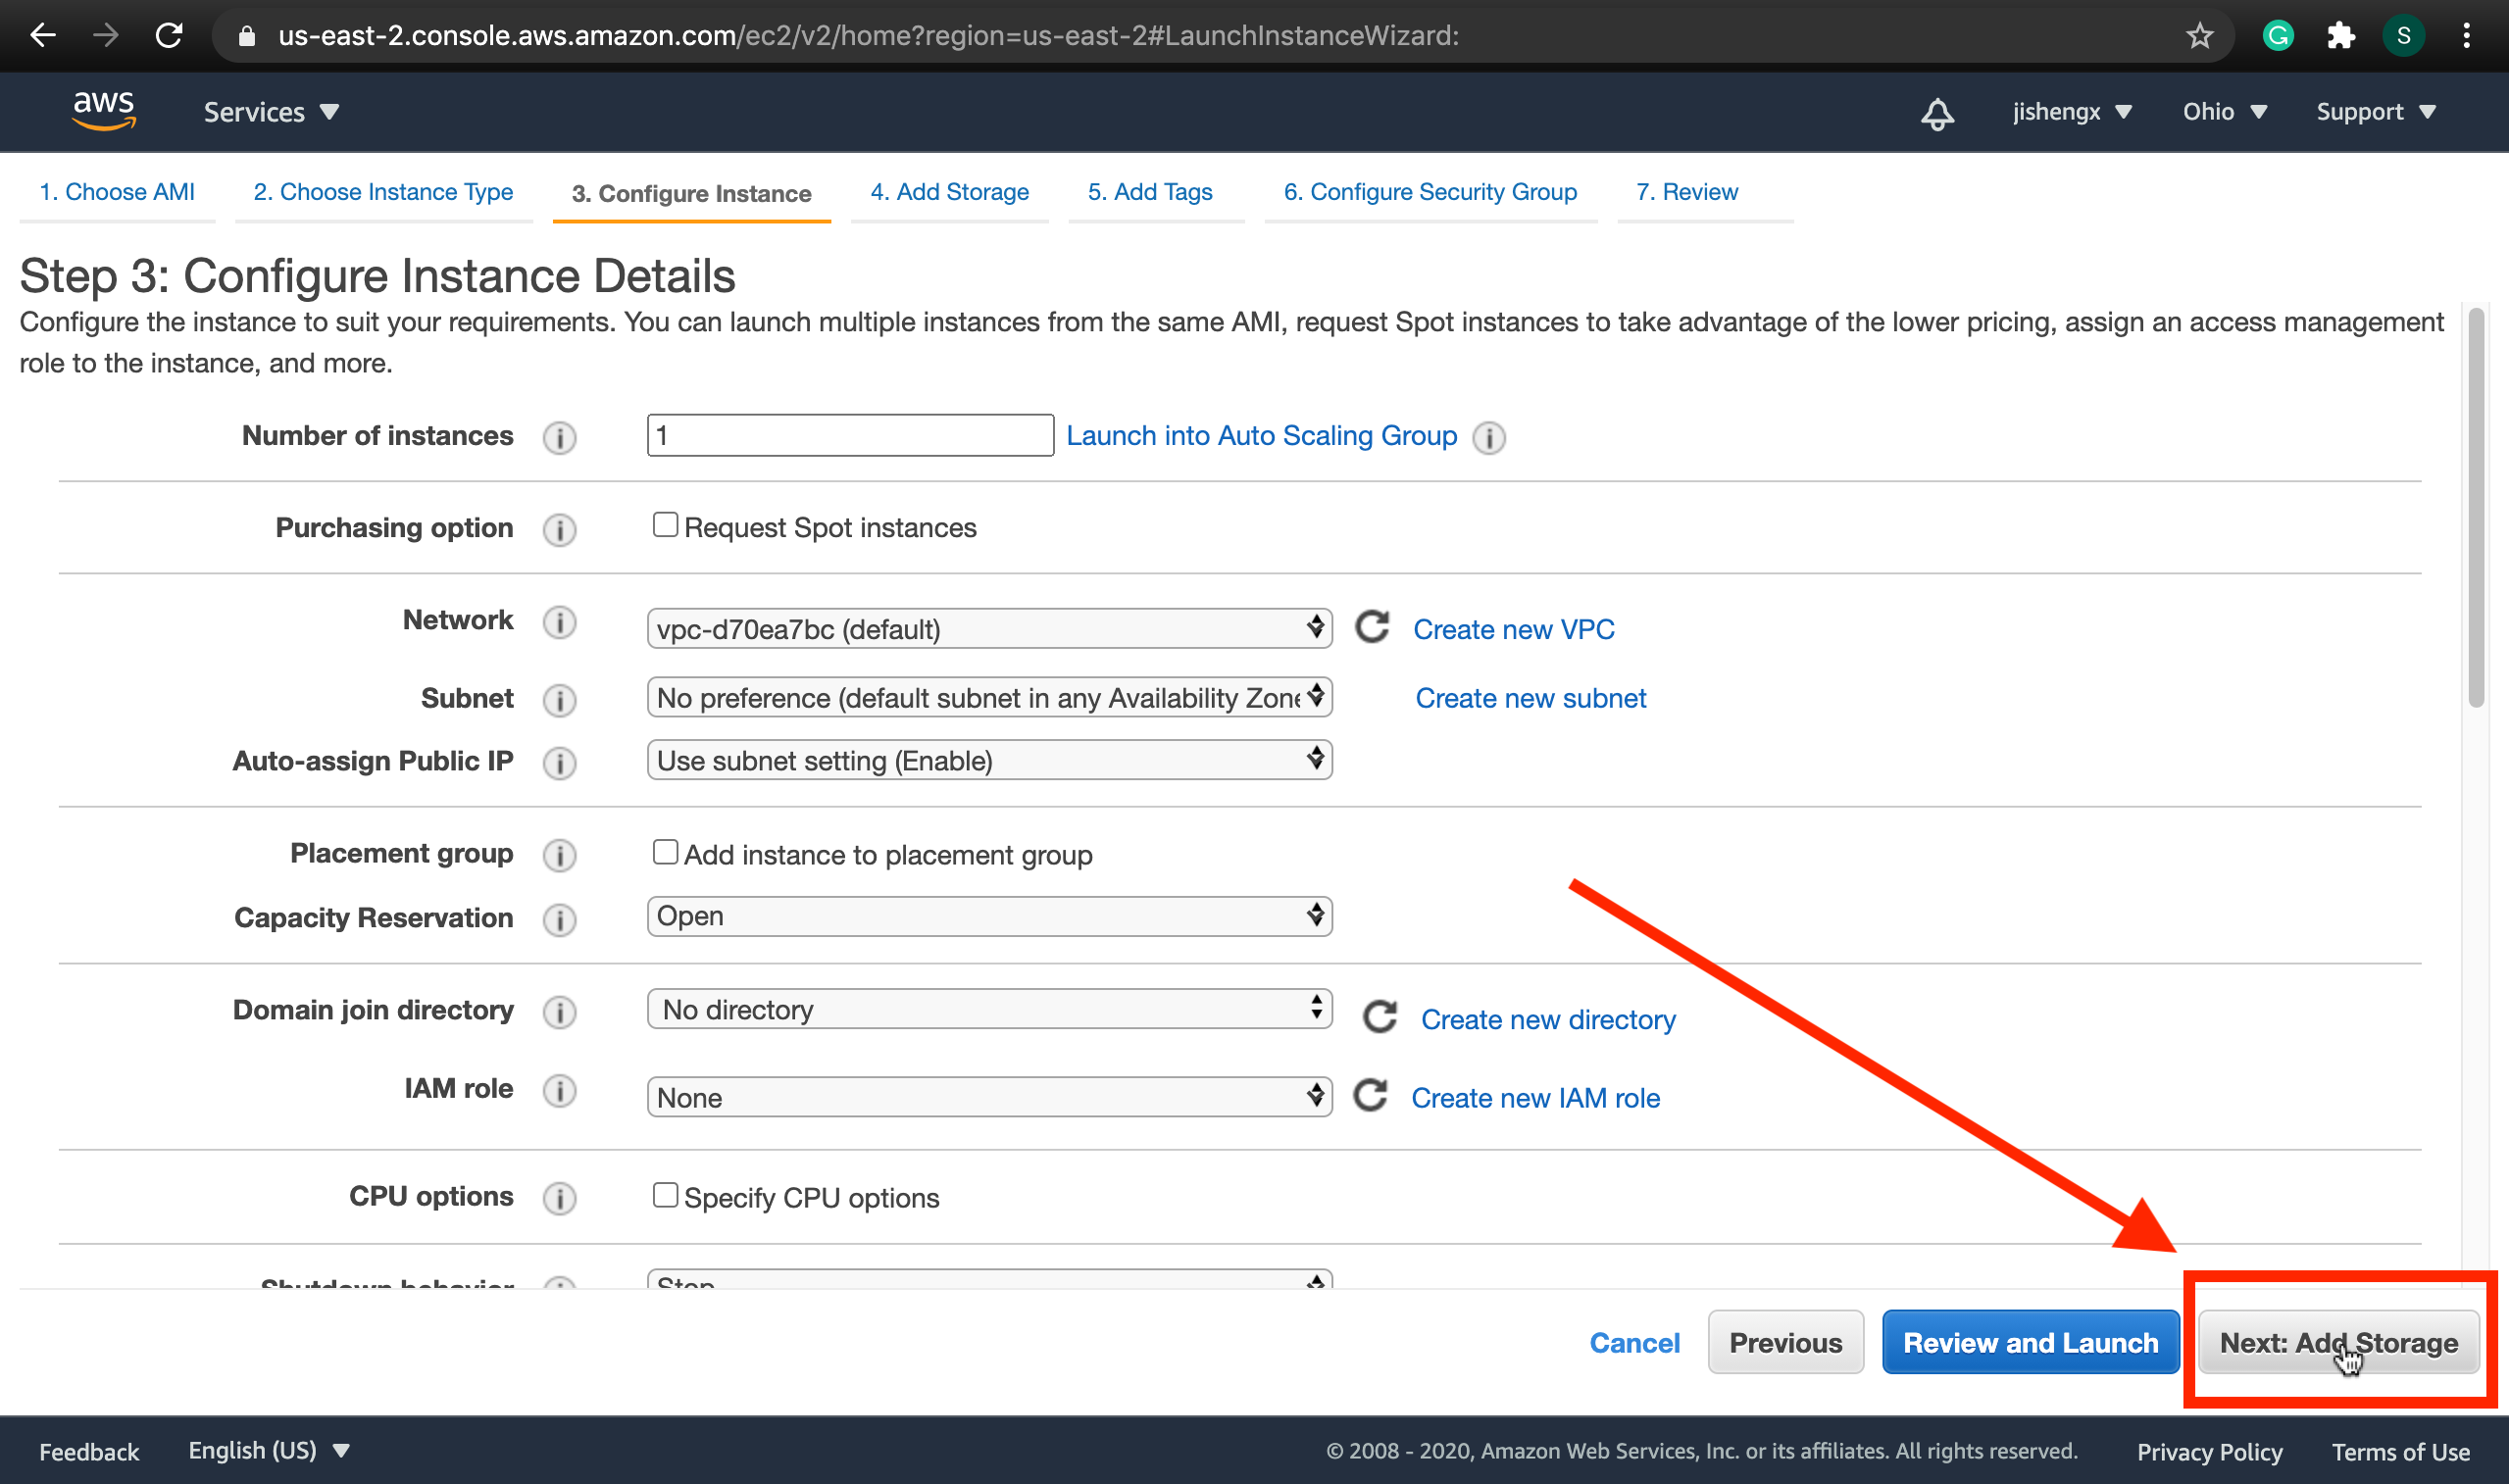 us-east-2.console.aws.amazon.com/ec2/v2/home?region=us-east-2#LaunchInstanceWizard:
S
aws
Services
jishengx
Ohio
Support
1. Choose AMI
2. Choose Instance Type
3. Configure Instance
4. Add Storage
5. Add Tags
6. Configure Security Group
7. Review
Step 3: Configure Instance Details
Configure the instance to suit your requirements. You can launch multiple instances from the same AMI, request Spot instances to take advantage of the lower pricing, assign an access management
role to the instance, and more.
Number of instances
1
Launch into Auto Scaling Group
Purchasing option
Request Spot instances
Network
vpc-d70ea7bc (default)
Create new VPC
Subnet
No preference (default subnet in any Availability Zone
Create new subnet
Auto-assign Public IP
Use subnet setting (Enable)
Placement group
Add instance to placement group
Capacity Reservation
Open
Domain join directory
No directory
Create new directory
IAM role
None
Create new IAM role
CPU options
Specify CPU options
Shutdown behavior
Stop
Cancel
Previous
Review and Launch
Next: Add Storage
Feedback
English (US)
© 2008 - 2020, Amazon Web Services, Inc. or its affiliates. All rights reserved.
Privacy Policy
Terms of Use